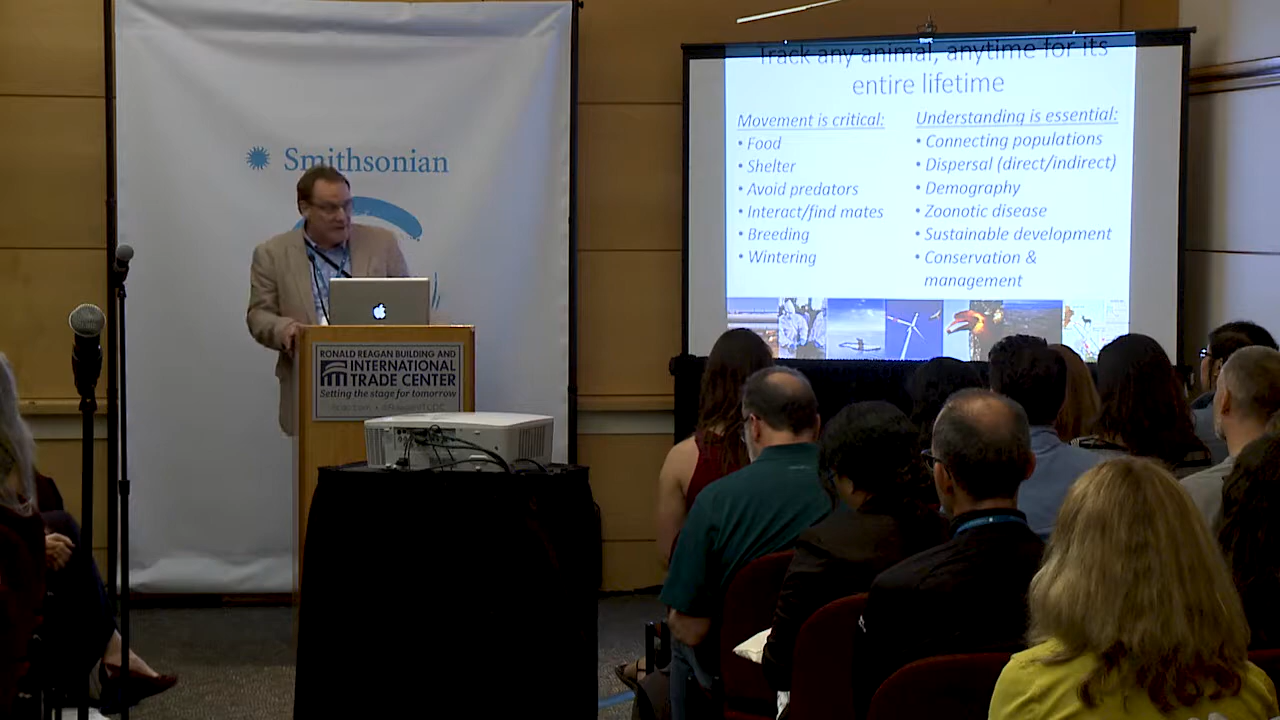 Smithsonian
RONALD REAGAN BUILDING AND
INTERNATIONAL
TRADE CENTER
Setting the stage for tomorrow
Track any animal, anytime for its
entire lifetime
Movement is critical:
• Food
• Shelter
• Avoid predators
• Interact/find mates
• Breeding
• Wintering
Understanding is essential:
• Connecting populations
• Dispersal (direct/indirect)
• Demography
• Zoonotic disease
• Sustainable development
• Conservation &
management